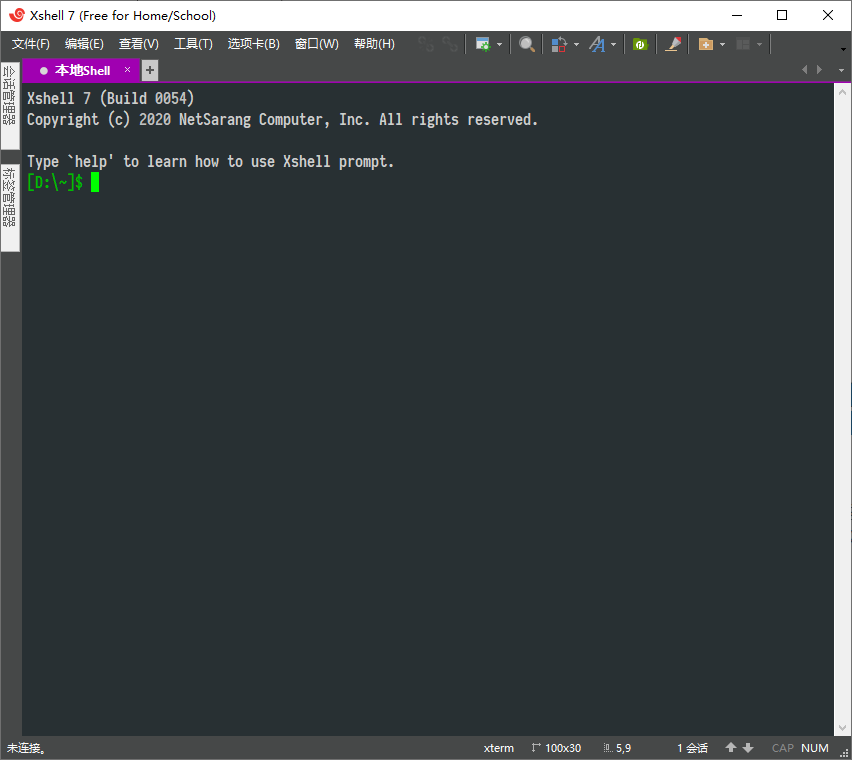 Xshell 7 (Free for Home/School)
文件(F) 编辑(E) 查看(V) 工具(T) 选项卡(B) 窗口(W) 帮助(H)
会话管理器
本地Shell × +
Xshell 7 (Build 0054)
Copyright (c) 2020 NetSarang Computer, Inc. All rights reserved.
Type `help' to learn how to use Xshell prompt.
标签管理器
[D:\~]$
未连接。 xterm 100x30 5,9 1 会话 CAP NUM